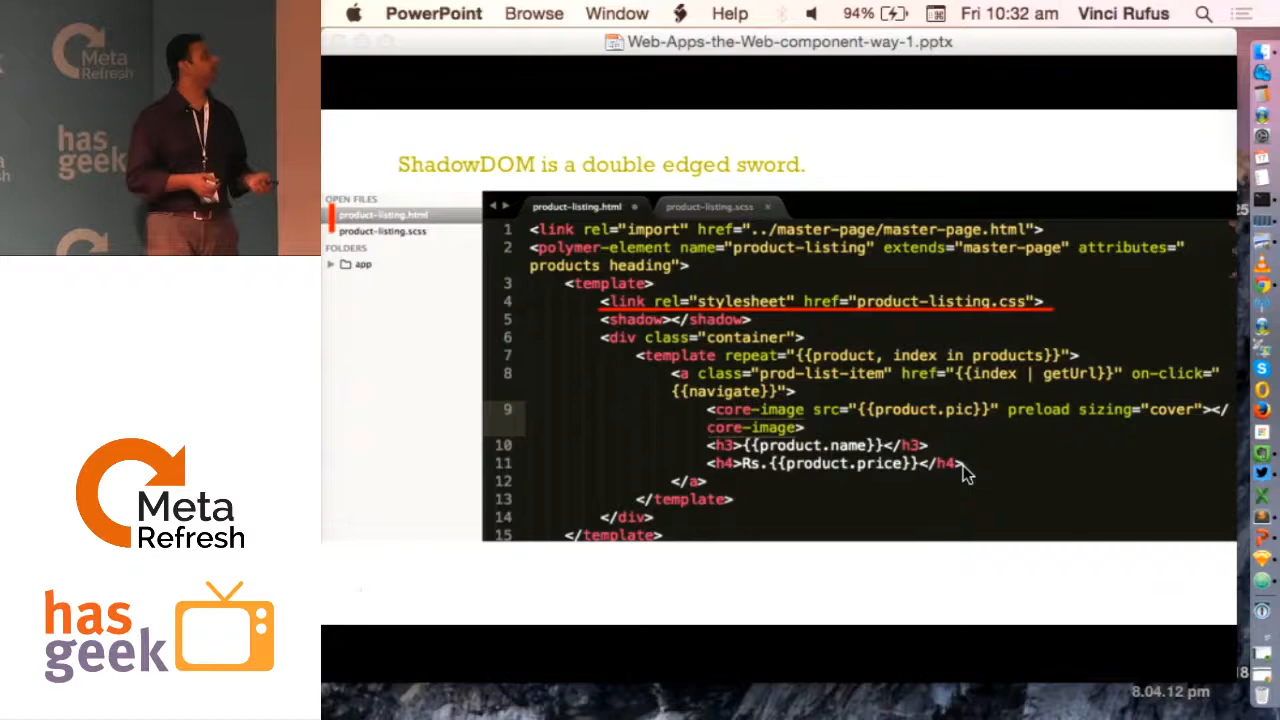 PowerPoint Browse Window Help 94% Fri 10:32 am Vinci Rufus
Web-Apps-the-Web-component-way-1.pptx
Meta
Refresh
has
geek
ShadowDOM is a double edged sword.
OPEN FILES
product-listing.html
product-listing.scss
FOLDERS
app
product-listing.html product-listing.scss
1 <link rel="import" href="../master-page/master-page.html">
2 <polymer-element name="product-listing" extends="master-page" attributes="
products heading">
3 <template>
4 <link rel="stylesheet" href="product-listing.css">
5 <shadow></shadow>
6 <div class="container">
7 <template repeat="{{product, index in products}}">
8 <a class="prod-list-item" href="{{index | getUrl}}" on-click="
{{navigate}}">
9 <core-image src="{{product.pic}}" preload sizing="cover"></
core-image>
10 <h3>{{product.name}}</h3>
11 <h4>Rs.{{product.price}}</h4>
12 </a>
13 </template>
14 </div>
15 </template>
Meta
Refresh
has
geek
8.04.12 pm